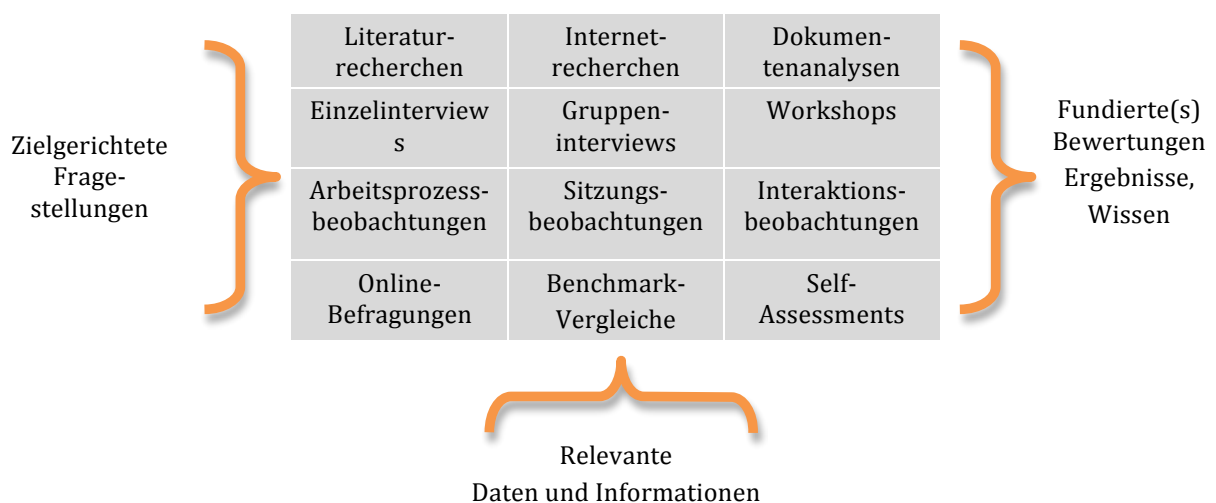 Zielgerichtete
Frage-
stellungen
Literatur-
recherchen
Internet-
recherchen
Dokumen-
tenanalysen
Einzelinterview
s
Gruppen-
interviews
Workshops
Arbeitsprozess-
beobachtungen
Sitzungs-
beobachtungen
Interaktions-
beobachtungen
Online-
Befragungen
Benchmark-
Vergleiche
Self-
Assessments
Fundierte(s)
Bewertungen
Ergebnisse,
Wissen
Relevante
Daten und Informationen